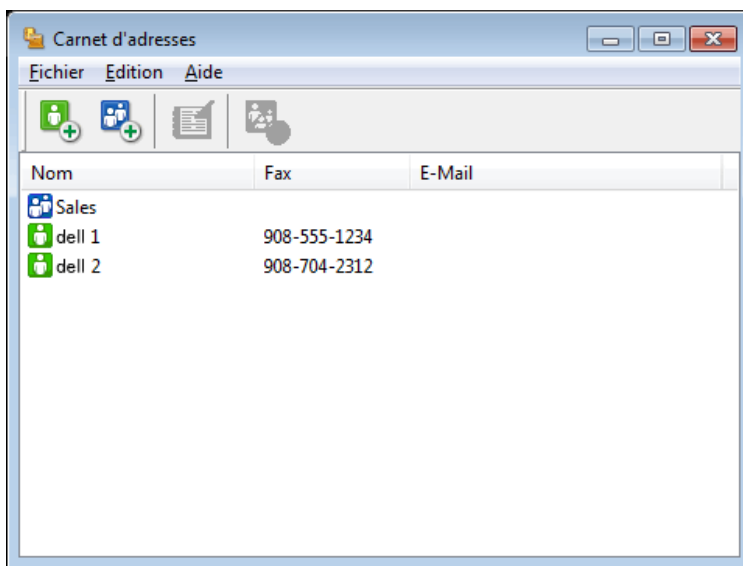 Carnet d'adresses
Fichier Edition Aide
Nom Fax E-Mail
Sales
dell 1 908-555-1234
dell 2 908-704-2312